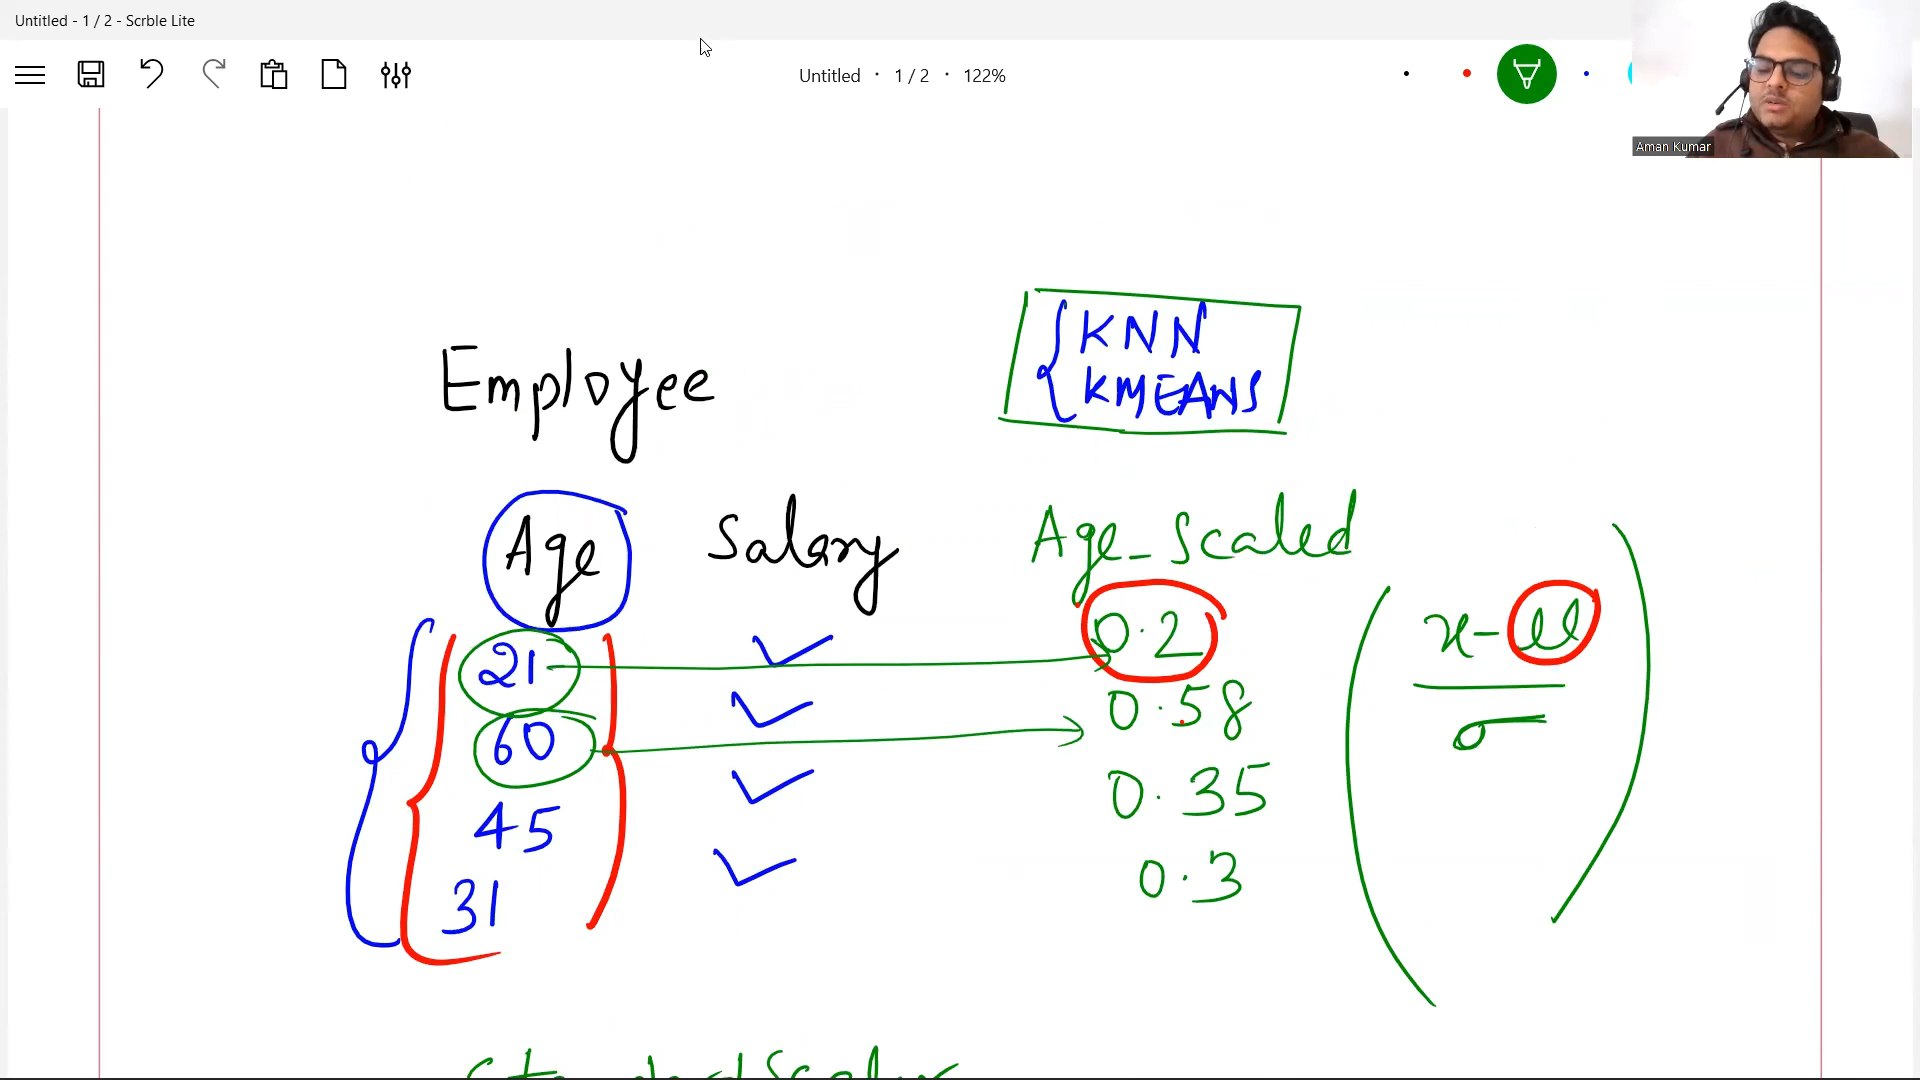 Untitled - 1 / 2 - Scrble Lite
Untitled • 1 / 2 • 122%
Aman Kumar
KNN
KMEANS
Employee
Age Salary Age_Scaled
21 0.2
60 0.58
45 0.35
31 0.3
x-μ
σ
StandardScaler